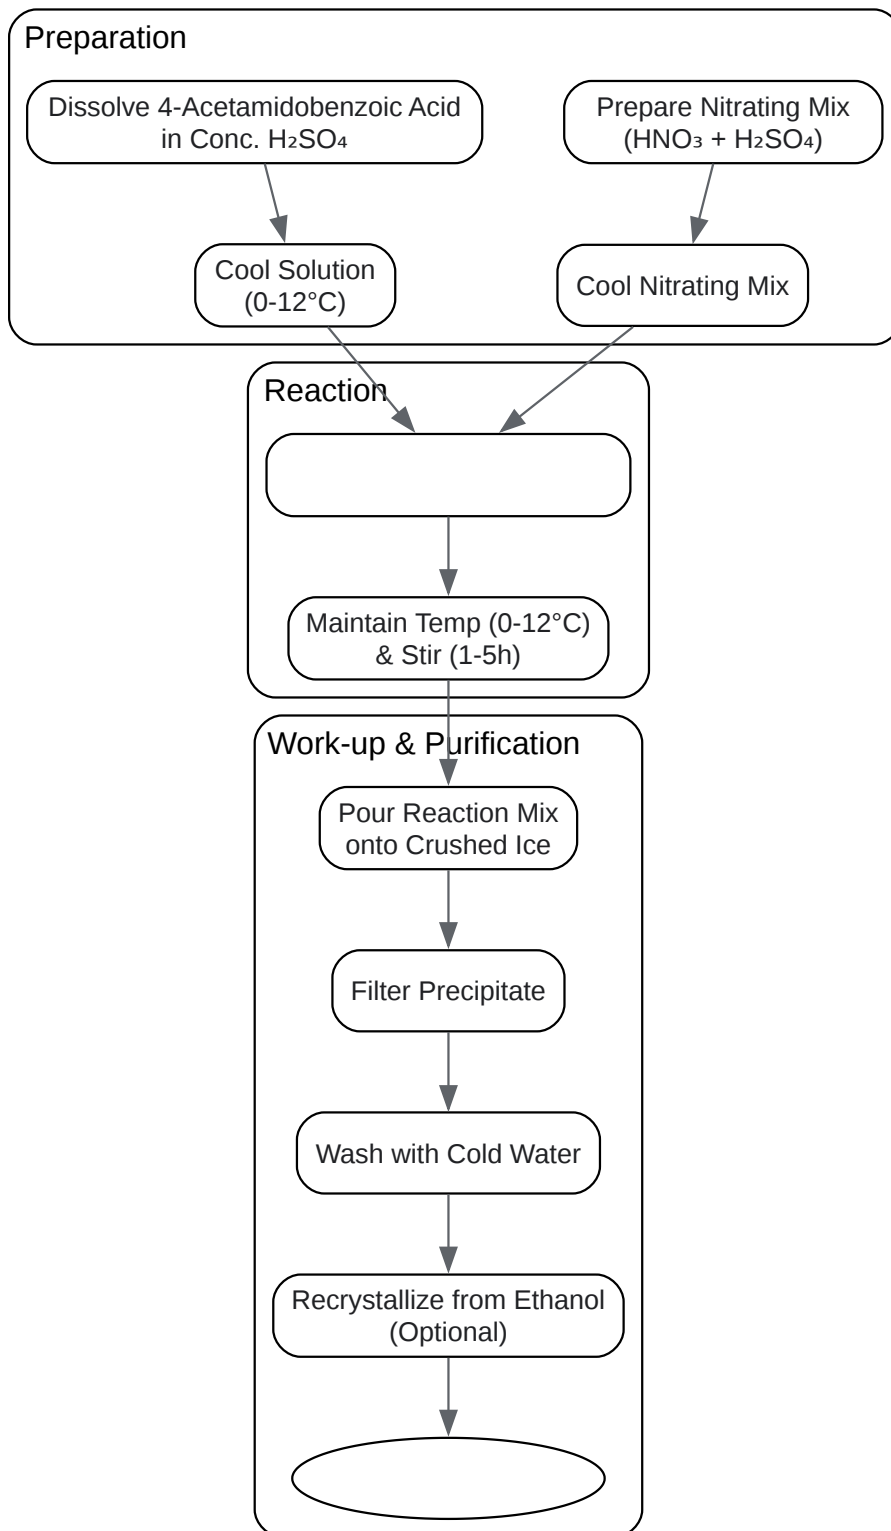 Preparation
Dissolve 4-Acetamidobenzoic Acid
in Conc. H₂SO₄
Prepare Nitrating Mix
(HNO₃ + H₂SO₄)
Cool Solution
(0-12°C)
Cool Nitrating Mix
Reaction
Maintain Temp (0-12°C)
& Stir (1-5h)
Work-up & Purification
Pour Reaction Mix
onto Crushed Ice
Filter Precipitate
Wash with Cold Water
Recrystallize from Ethanol
(Optional)